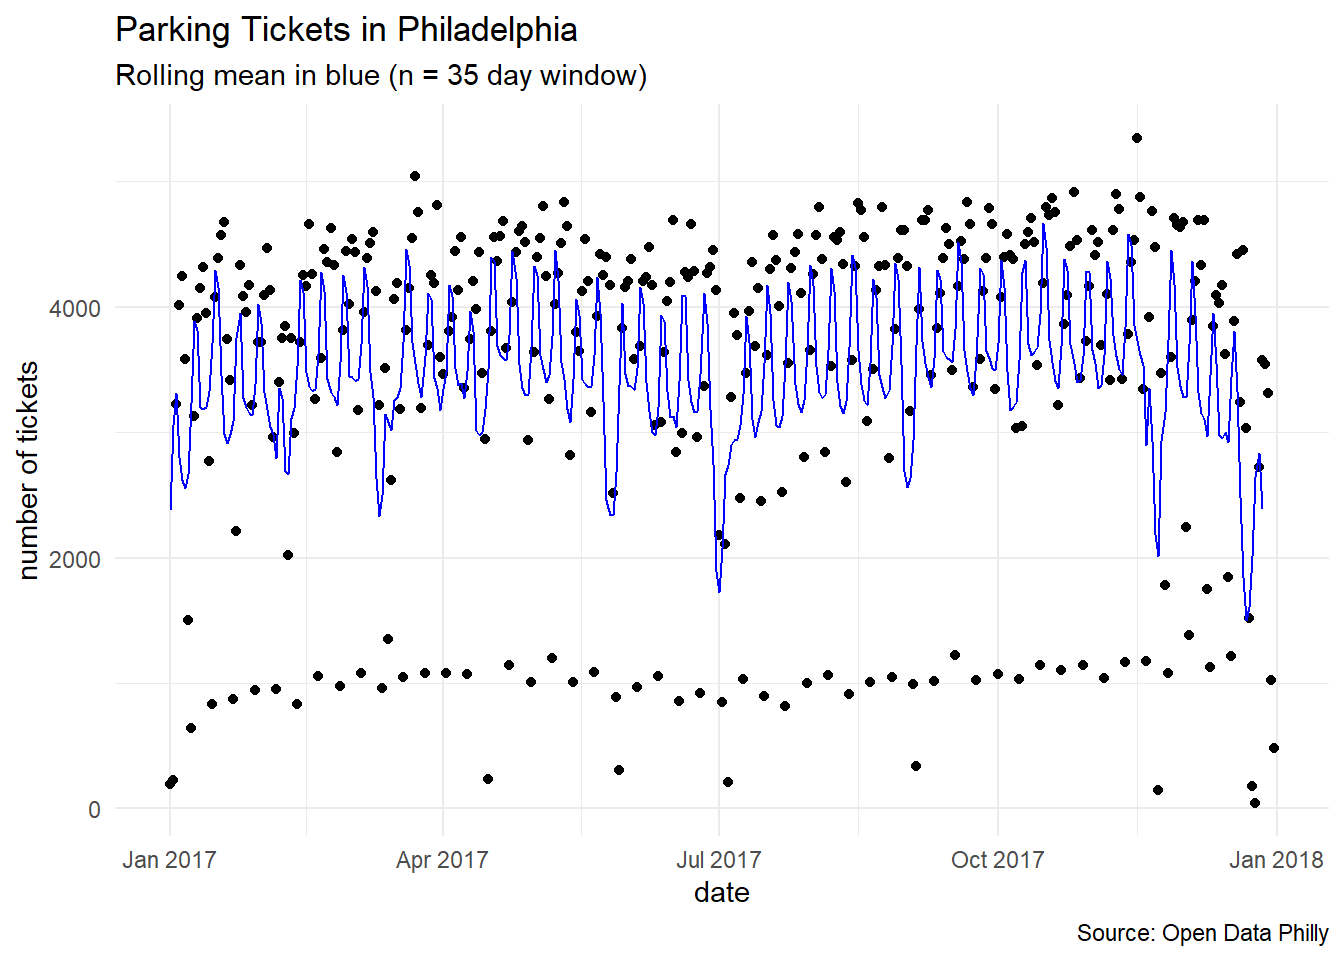 Parking Tickets in Philadelphia
Rolling mean in blue (n = 35 day window)
number of tickets
4000
2000
0
Jan 2017 Apr 2017 Jul 2017 Oct 2017 Jan 2018
date
Source: Open Data Philly